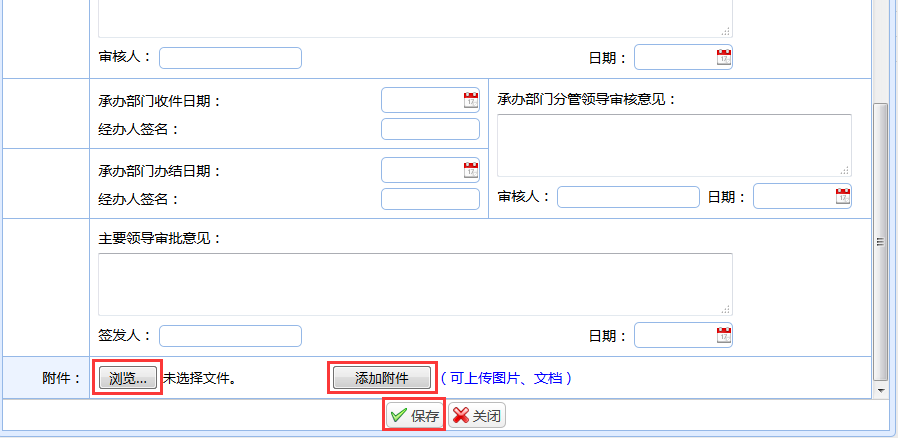 审核人： 日期：
承办部门收件日期：
经办人签名：
承办部门分管领导审核意见：
承办部门办结日期：
经办人签名：
审核人： 日期：
主要领导审批意见：
签发人： 日期：
附件： 浏览... 未选择文件。 添加附件 （可上传图片、文档）
保存 关闭